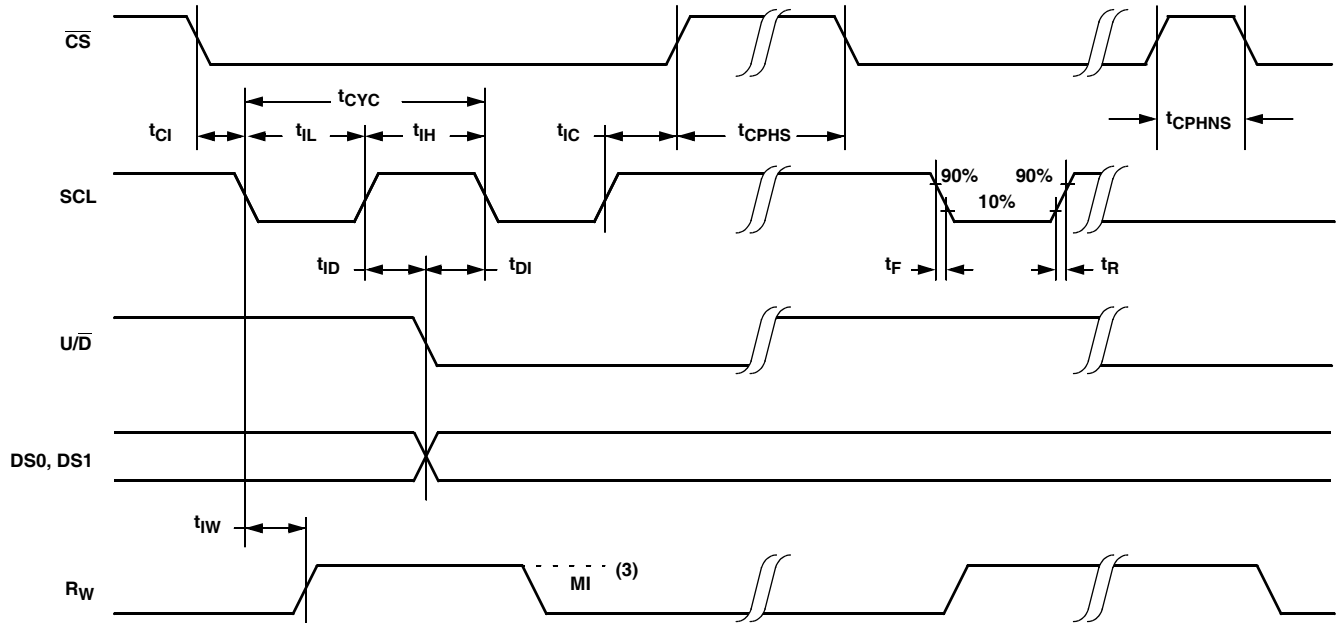 CS
tCYC
tCI tIL tIH tIC tCPHS tCPHNS
SCL 90% 90%
10%
tID tDI tF tR
U/D
DS0, DS1
tIW
RW MI (3)